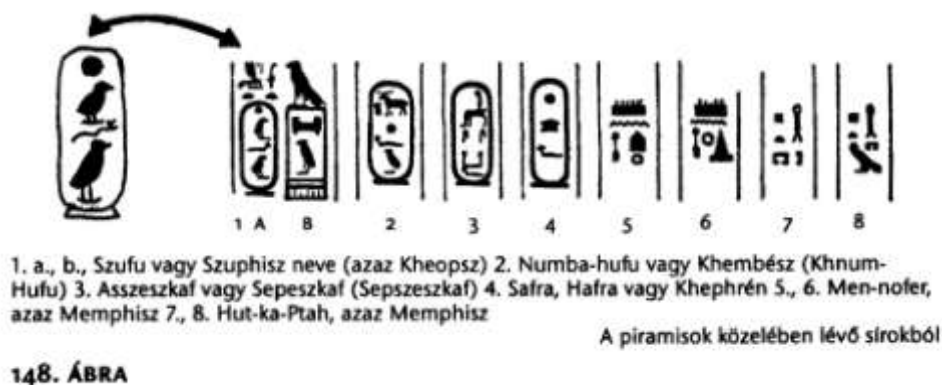 1 A B 2 3 4 5 6 7 8
1. a., b., Szufu vagy Szuphisz neve (azaz Kheopsz) 2. Numba-hufu vagy Khembész (Khnum-
Hufu) 3. Asszeszkaf vagy Sepeszkaf (Sepszeszkaf) 4. Safra, Hafra vagy Khephrén 5., 6. Men-nofer,
azaz Memphisz 7., 8. Hut-ka-Ptah, azaz Memphisz
A piramisok közelében lévő sírokból
148. ÁBRA